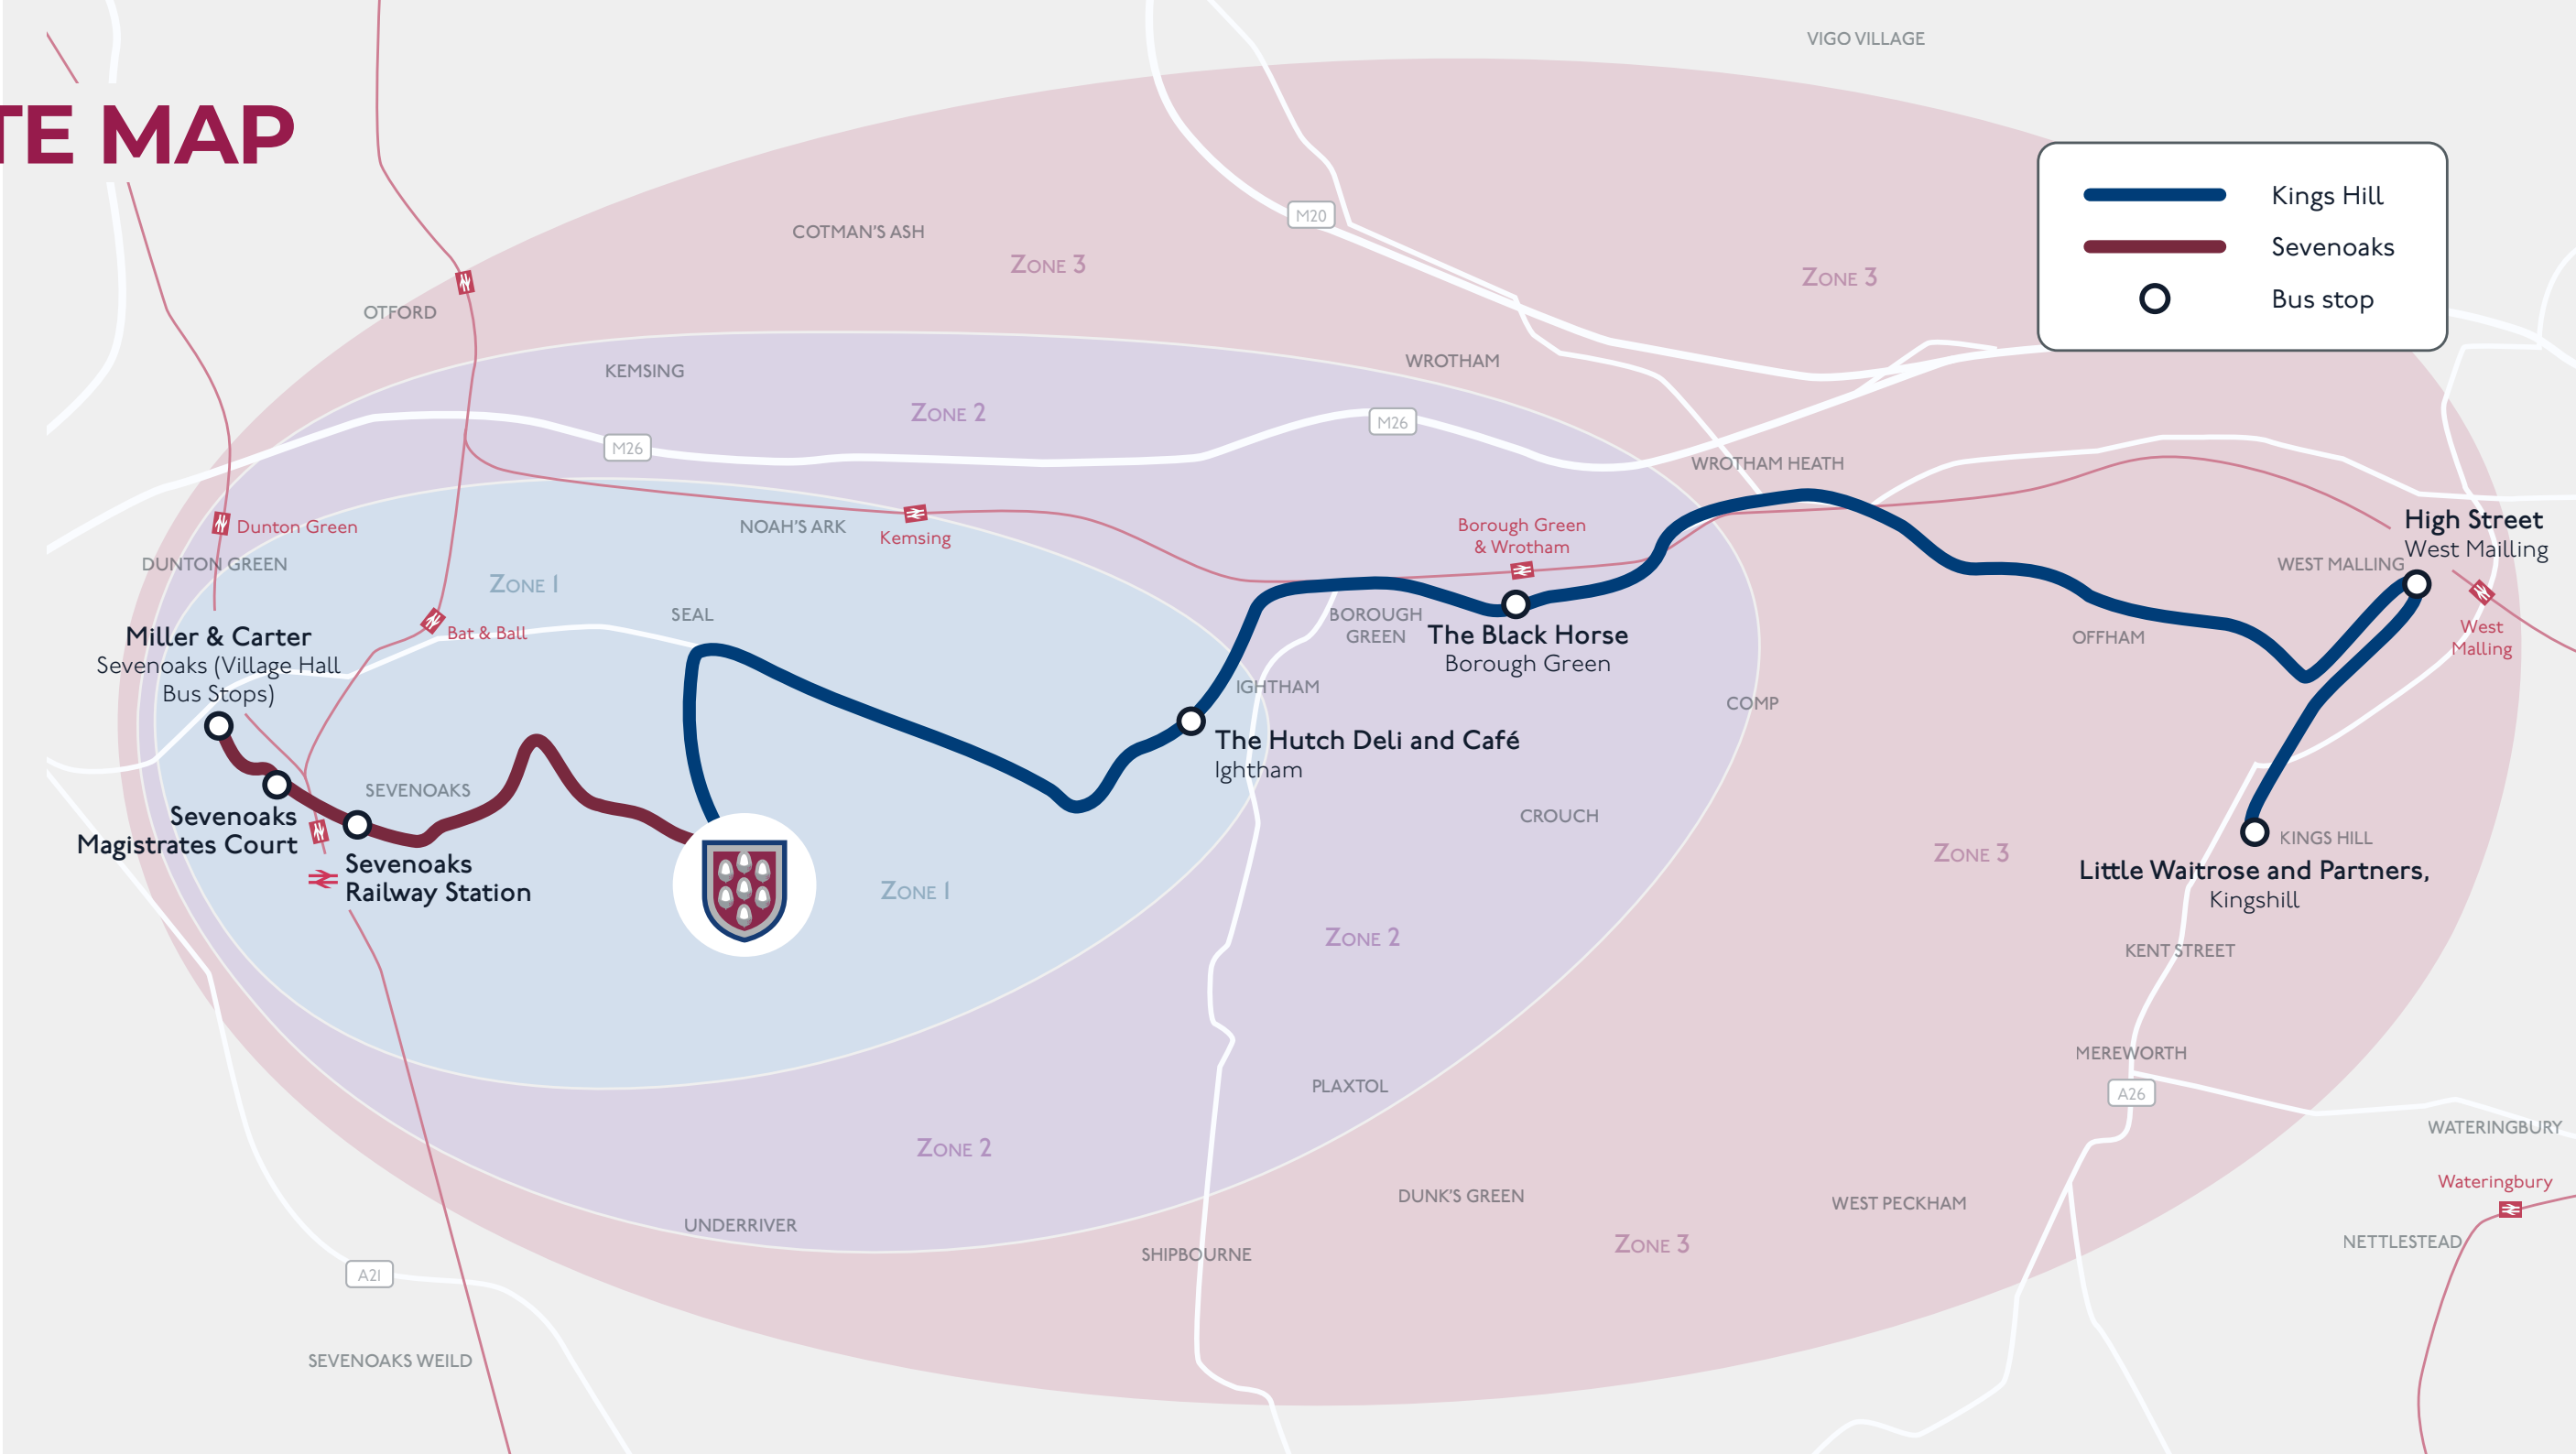 TE MAP
VIGO VILLAGE
Kings Hill
Sevenoaks
Bus stop
M20
COTMAN'S ASH
ZONE 3
ZONE 3
OTFORD
KEMSING
WROTHAM
ZONE 2
M26
M26
WROTHAM HEATH
Dunton Green
NOAH'S ARK
Kemsing
Borough Green
& Wrotham
High Street
West Mailling
DUNTON GREEN
WEST MALLING
ZONE 1
SEAL
BOROUGH
GREEN
Bat & Ball
Miller & Carter
Sevenoaks (Village Hall
Bus Stops)
The Black Horse
Borough Green
OFFHAM
West
Malling
IGHTHAM
COMP
The Hutch Deli and Café
Ightham
SEVENOAKS
Sevenoaks
Magistrates Court
CROUCH
KINGS HILL
Sevenoaks
Railway Station
ZONE 1
ZONE 3
Little Waitrose and Partners,
Kingshill
ZONE 2
KENT STREET
MEREWORTH
PLAXTOL
A26
WATERINGBURY
ZONE 2
Wateringbury
DUNK'S GREEN
WEST PECKHAM
UNDERRIVER
SHIPBOURNE
ZONE 3
NETTLESTEAD
A21
SEVENOAKS WEILD